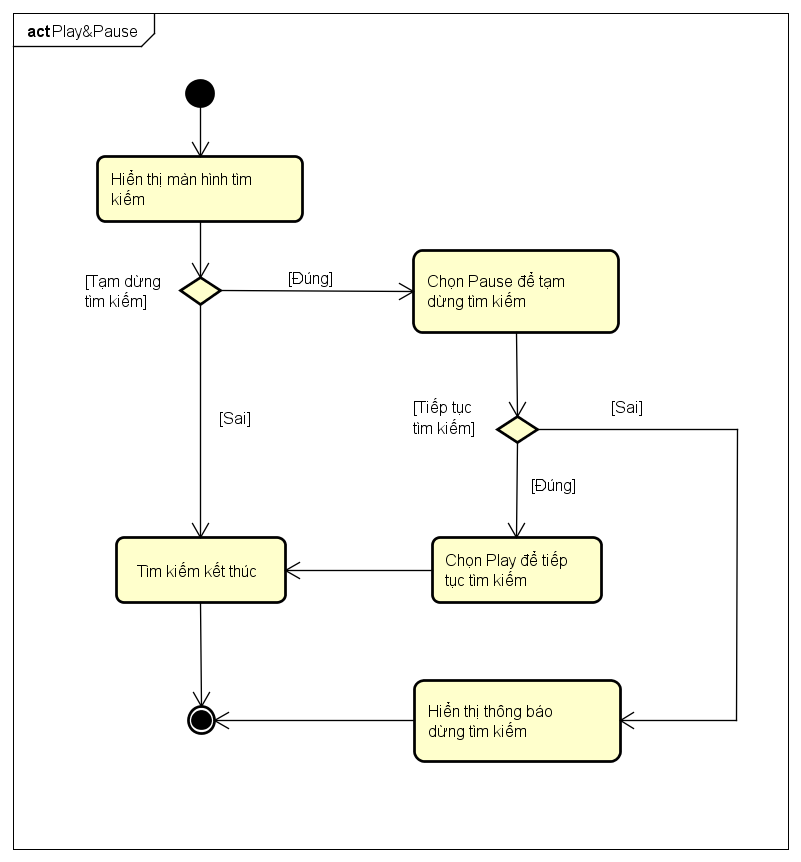 act Play&Pause
Hiển thị màn hình tìm
kiếm
[Tạm dừng
tìm kiếm]
[Đúng]
Chọn Pause để tạm
dừng tìm kiếm
[Sai]
[Tiếp tục
tìm kiếm]
[Sai]
[Đúng]
Tìm kiếm kết thúc
Chọn Play để tiếp
tục tìm kiếm
Hiển thị thông báo
dừng tìm kiếm